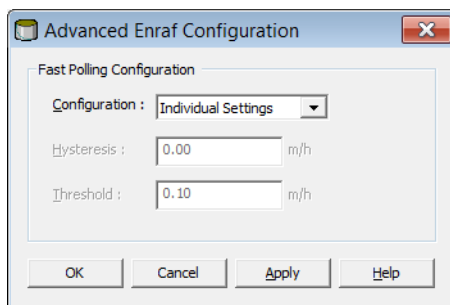 Advanced Enraf Configuration
Fast Polling Configuration
Configuration : Individual Settings
Hysteresis : 0.00 m/h
Threshold : 0.10 m/h
OK Cancel Apply Help